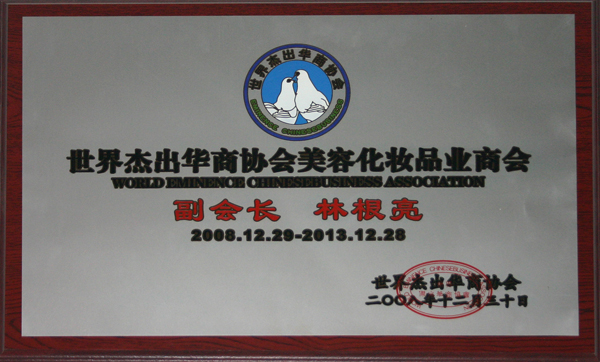 世界杰出华商协会
世界杰出华商协会美容化妆品业商会
WORLD EMINENCE CHINESEBUSINESS ASSOCIATION
副会长 林根亮
2008.12.29-2013.12.28
世界杰出华商协会
二〇〇八年十二月三十日